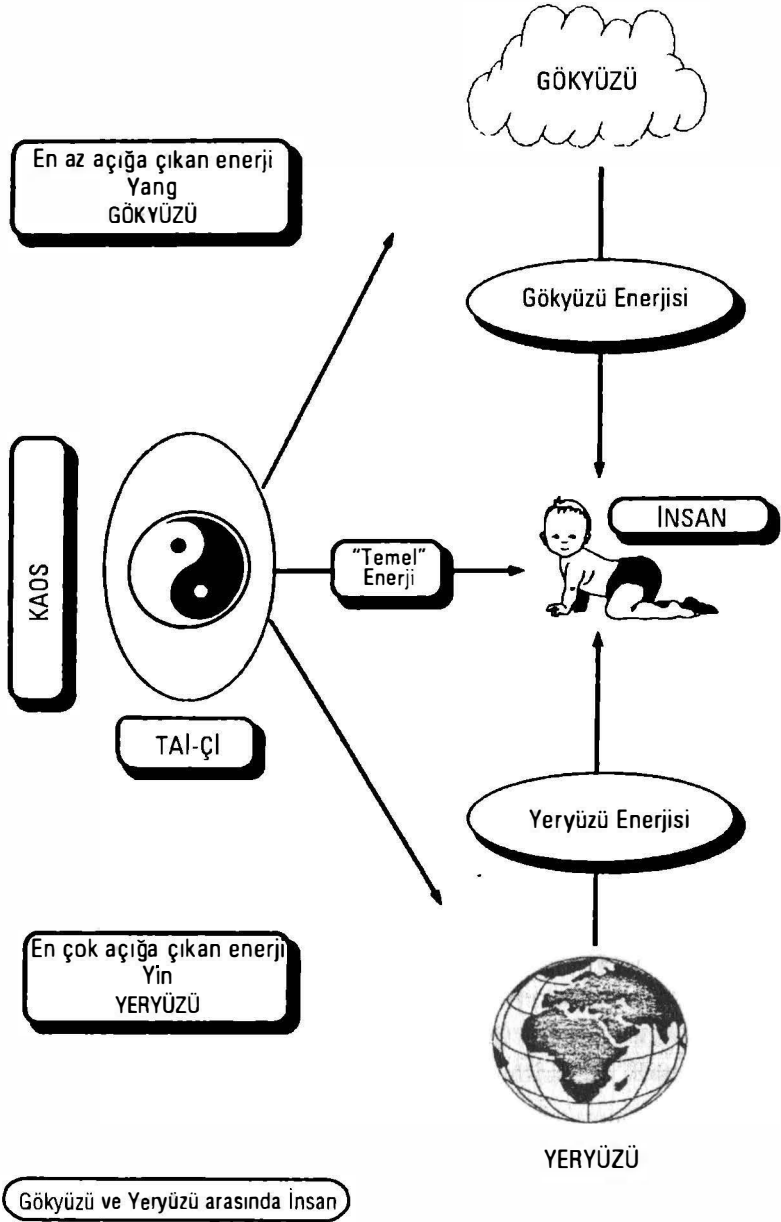 GÖKYÜZÜ
En az açığa çıkan enerji
Yang
GÖKYÜZÜ
Gökyüzü Enerjisi
KAOS
"Temel"
Enerji
İNSAN
TAİ-Çİ
Yeryüzü Enerjisi
En çok açığa çıkan enerji
Yin
YERYÜZÜ
YERYÜZÜ
Gökyüzü ve Yeryüzü arasında İnsan